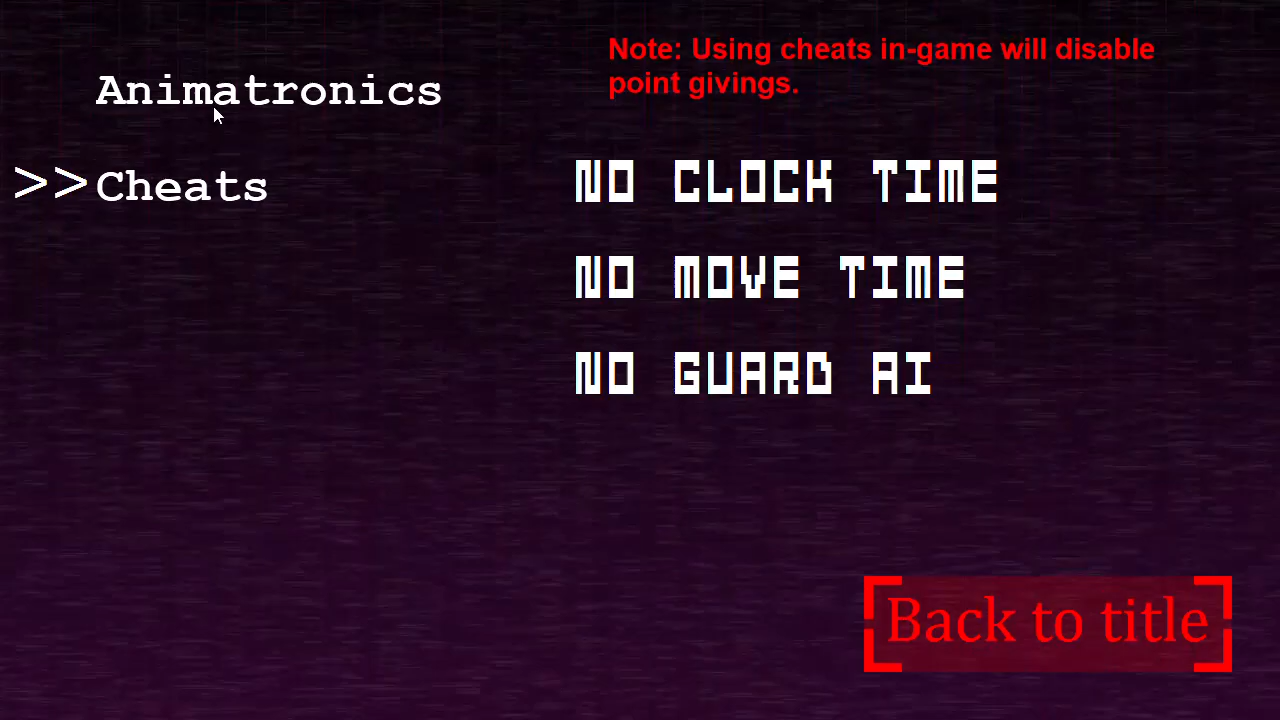 Note: Using cheats in-game will disable
point givings.
Animatronics
>>Cheats
NO CLOCK TIME
NO MOVE TIME
NO GUARD AI
Back to title